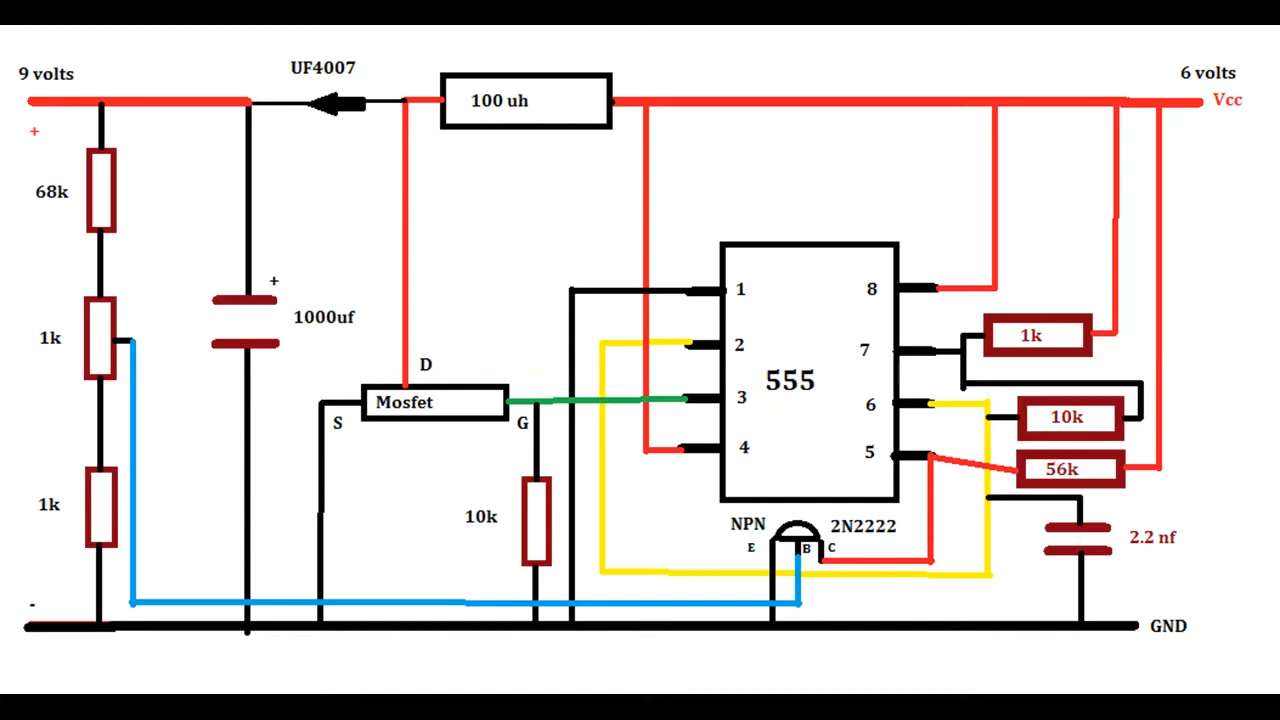 UF4007
9 volts
6 volts
100 uh
Vcc
+
68k
+
1000uf
1k
D
Mosfet
S
G
1k
10k
1
2
3
4
555
8
7
6
5
1k
10k
56k
2.2 nf
NPN
2N2222
E
B
C
-
GND